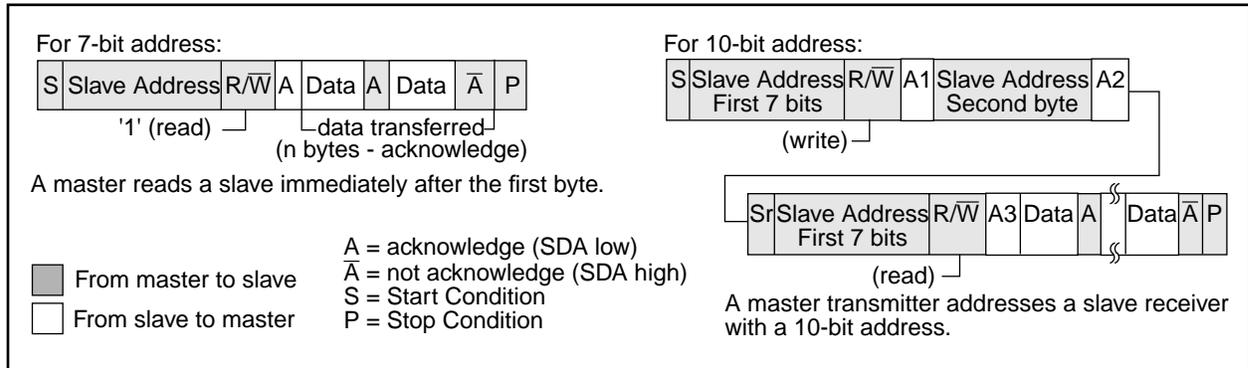 For 7-bit address:
S Slave Address R/W̅ A Data A Data A̅ P
'1' (read) data transferred
(n bytes - acknowledge)
A master reads a slave immediately after the first byte.
From master to slave
From slave to master
A = acknowledge (SDA low)
A̅ = not acknowledge (SDA high)
S = Start Condition
P = Stop Condition
For 10-bit address:
S Slave Address First 7 bits R/W̅ A1 Slave Address Second byte A2
(write)
Sr Slave Address First 7 bits R/W̅ A3 Data A Data A̅ P
(read)
A master transmitter addresses a slave receiver
with a 10-bit address.